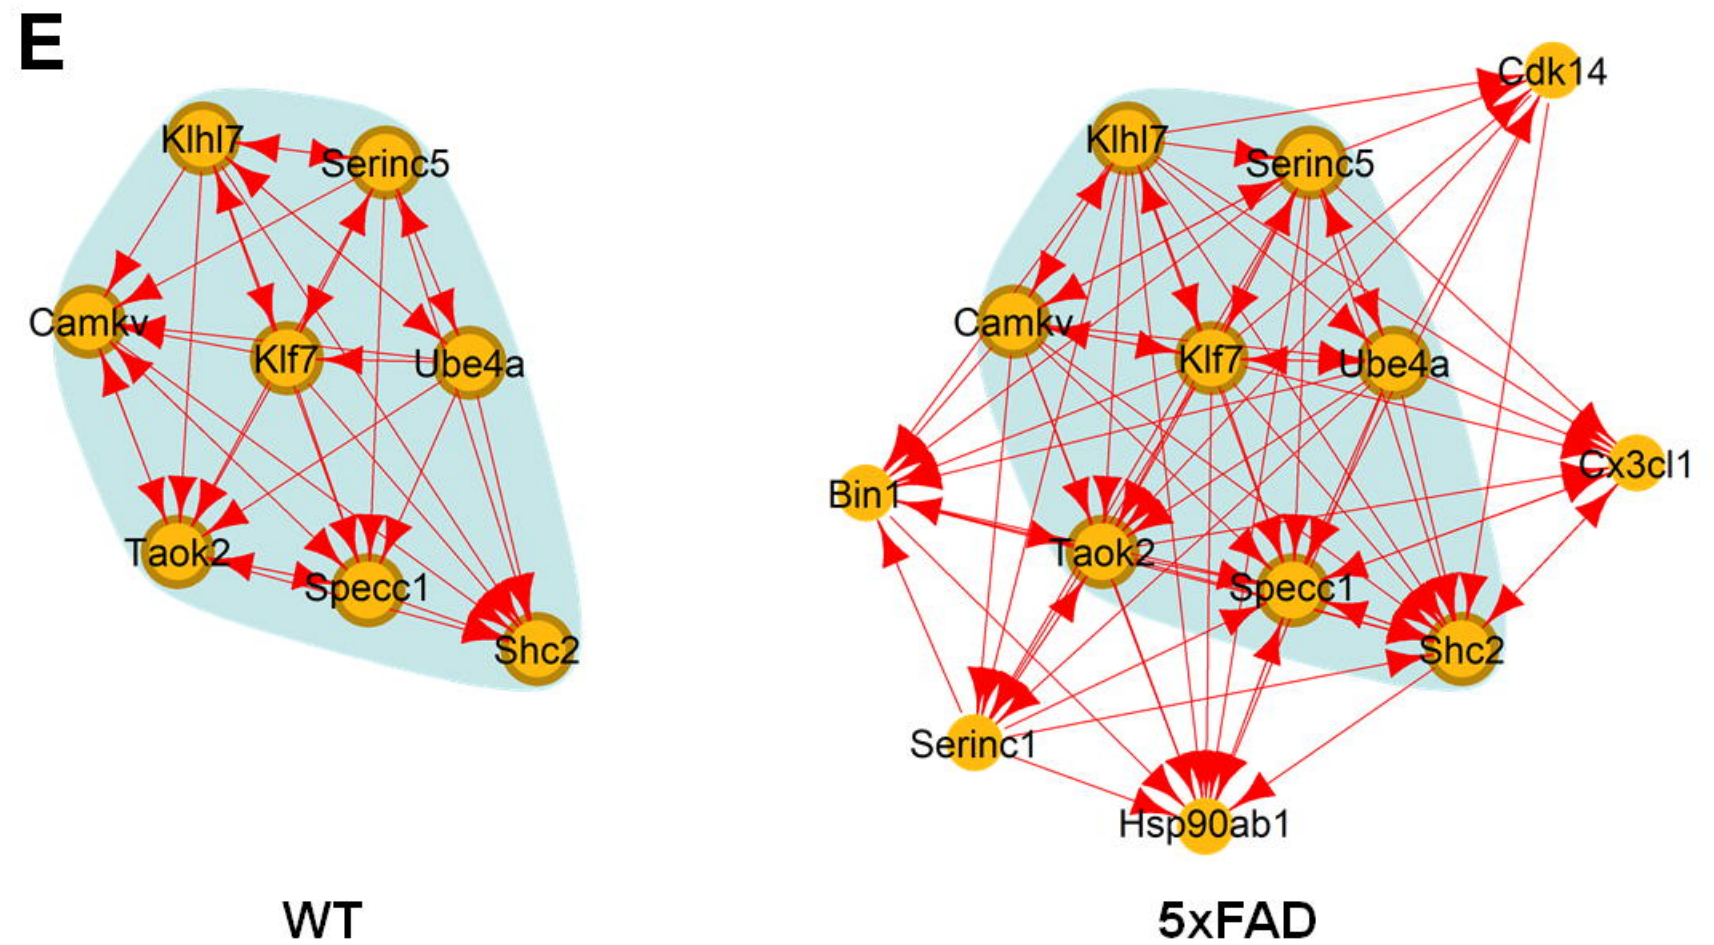 E
Klhl7
Serinc5
Camkv
Klf7
Ube4a
Taok2
Specc1
Shc2
WT
Cdk14
Klhl7
Serinc5
Camkv
Klf7
Ube4a
Cx3cl1
Bin1
Taok2
Specc1
Shc2
Serinc1
Hsp90ab1
5xFAD